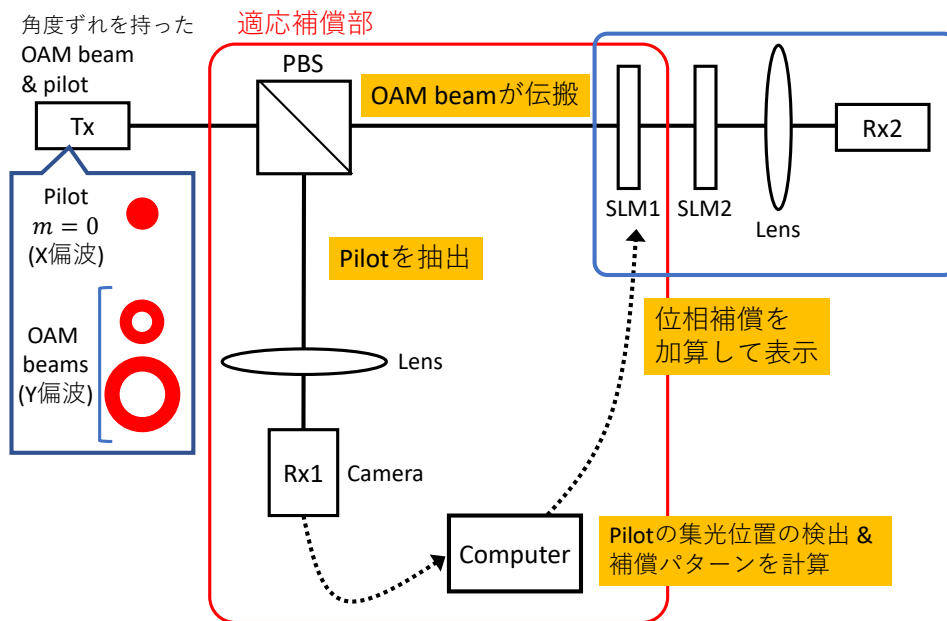 角度ずれを持った
OAM beam
& pilot
適応補償部
PBS
OAM beamが伝搬
Tx
Rx2
SLM1
SLM2
Lens
Pilot
m = 0
(X偏波)
Pilotを抽出
OAM
beams
(Y偏波)
位相補償を
加算して表示
Lens
Rx1
Camera
Computer
Pilotの集光位置の検出 &
補償パターンを計算